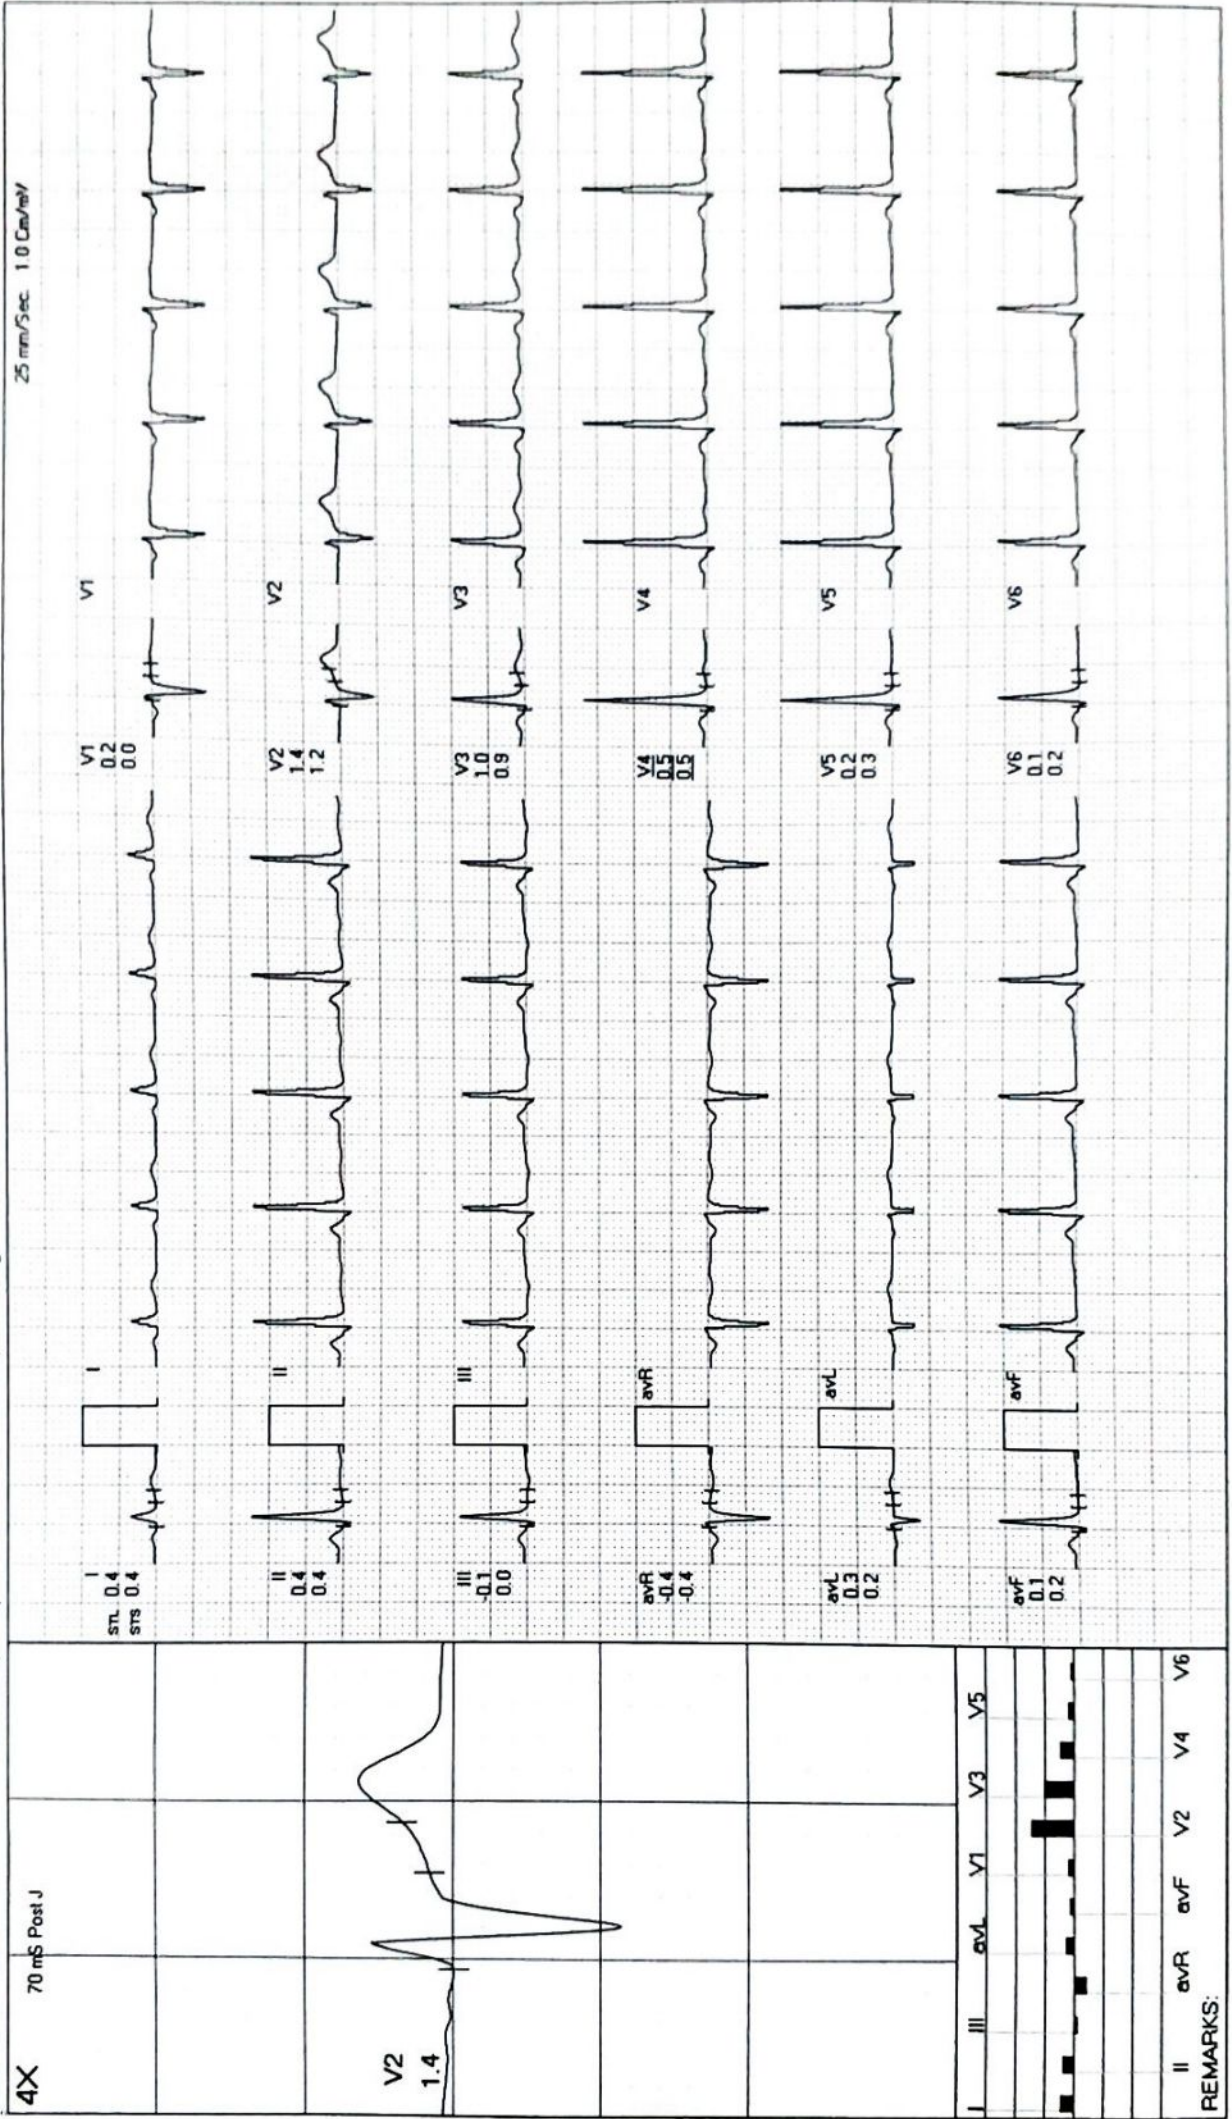 4X
70 mS Post J
25 mm/Sec. 1.0 Cm/mV
V2
1.4
I
STL 0.4
STS 0.4
I
V1
0.2
0.0
V1
II
0.4
0.4
II
V2
1.4
1.2
V2
III
-0.1
0.0
III
V3
1.0
0.9
V3
avR
-0.4
-0.4
avR
V4
0.5
0.5
V4
avL
0.3
0.2
avL
V5
0.2
0.3
V5
avF
0.1
0.2
avF
V6
0.1
0.2
V6
I III avL V1 V3 V5
II avR avF V2 V4 V6
REMARKS: